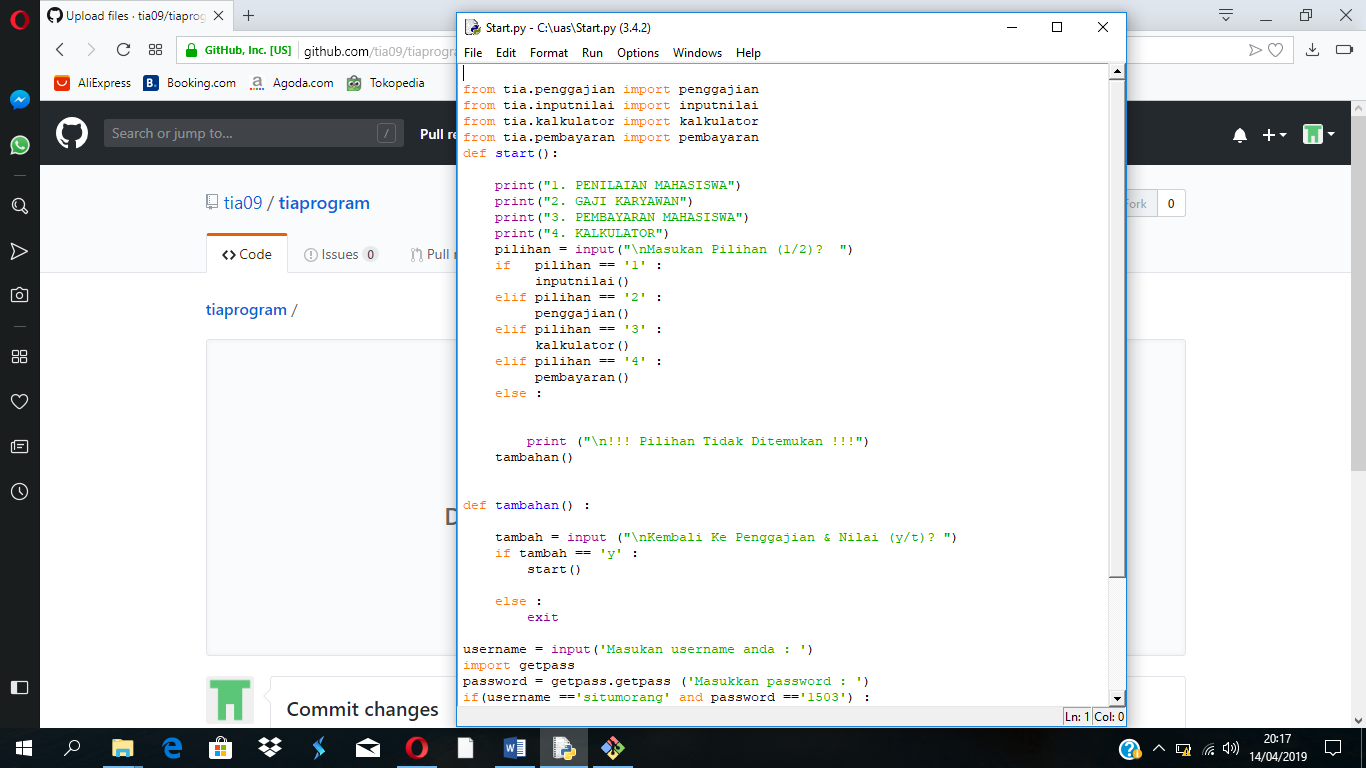 Upload files · tia09/tiaprog
GitHub, Inc. [US]
github.com/tia09/tiaprogra
AliExpress
Booking.com
Agoda.com
Tokopedia
Search or jump to...
/
Pull re
tia09 / tiaprogram
Fork
0
Code
Issues 0
Pull r
tiaprogram /
D
Commit changes
Start.py - C:\uas\Start.py (3.4.2)
File Edit Format Run Options Windows Help
from tia.penggajian import penggajian
from tia.inputnilai import inputnilai
from tia.kalkulator import kalkulator
from tia.pembayaran import pembayaran
def start():
print("1. PENILAIAN MAHASISWA")
print("2. GAJI KARYAWAN")
print("3. PEMBAYARAN MAHASISWA")
print("4. KALKULATOR")
pilihan = input("\nMasukan Pilihan (1/2)?  ")
if   pilihan == '1' :
inputnilai()
elif pilihan == '2' :
penggajian()
elif pilihan == '3' :
kalkulator()
elif pilihan == '4' :
pembayaran()
else :
print ("\n!!! Pilihan Tidak Ditemukan !!!")
tambahan()
def tambahan() :
tambah = input ("\nKembali Ke Penggajian & Nilai (y/t)? ")
if tambah == 'y' :
start()
else :
exit
username = input('Masukan username anda : ')
import getpass
password = getpass.getpass ('Masukkan password : ')
if(username =='situmorang' and password =='1503') :
Ln: 1 Col: 0
20:17
14/04/2019